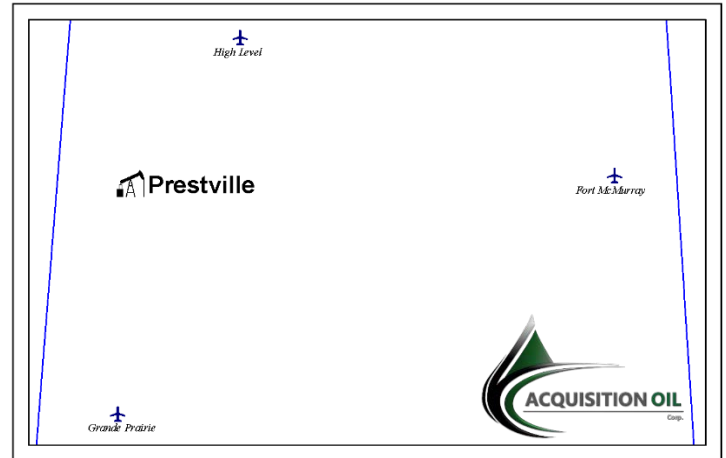 High Level
Prestville
Fort McMurray
ACQUISITION OIL
Corp.
Grande Prairie